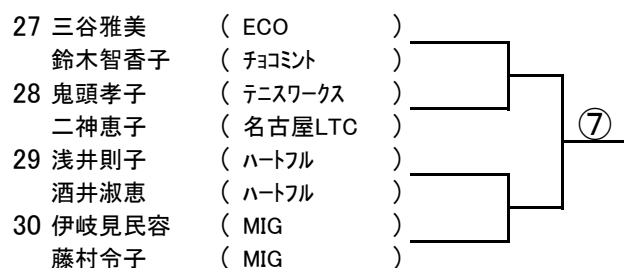 27 三谷雅美 ( ECO )
鈴木智香子 ( ﾁｮｺﾐﾝﾄ )
28 鬼頭孝子 ( ﾃﾆｽﾜｰｸｽ )
二神恵子 ( 名古屋LTC )
⑦
29 浅井則子 ( ﾊｰﾄﾌﾙ )
酒井淑恵 ( ﾊｰﾄﾌﾙ )
30 伊岐見民容 ( MIG )
藤村令子 ( MIG )